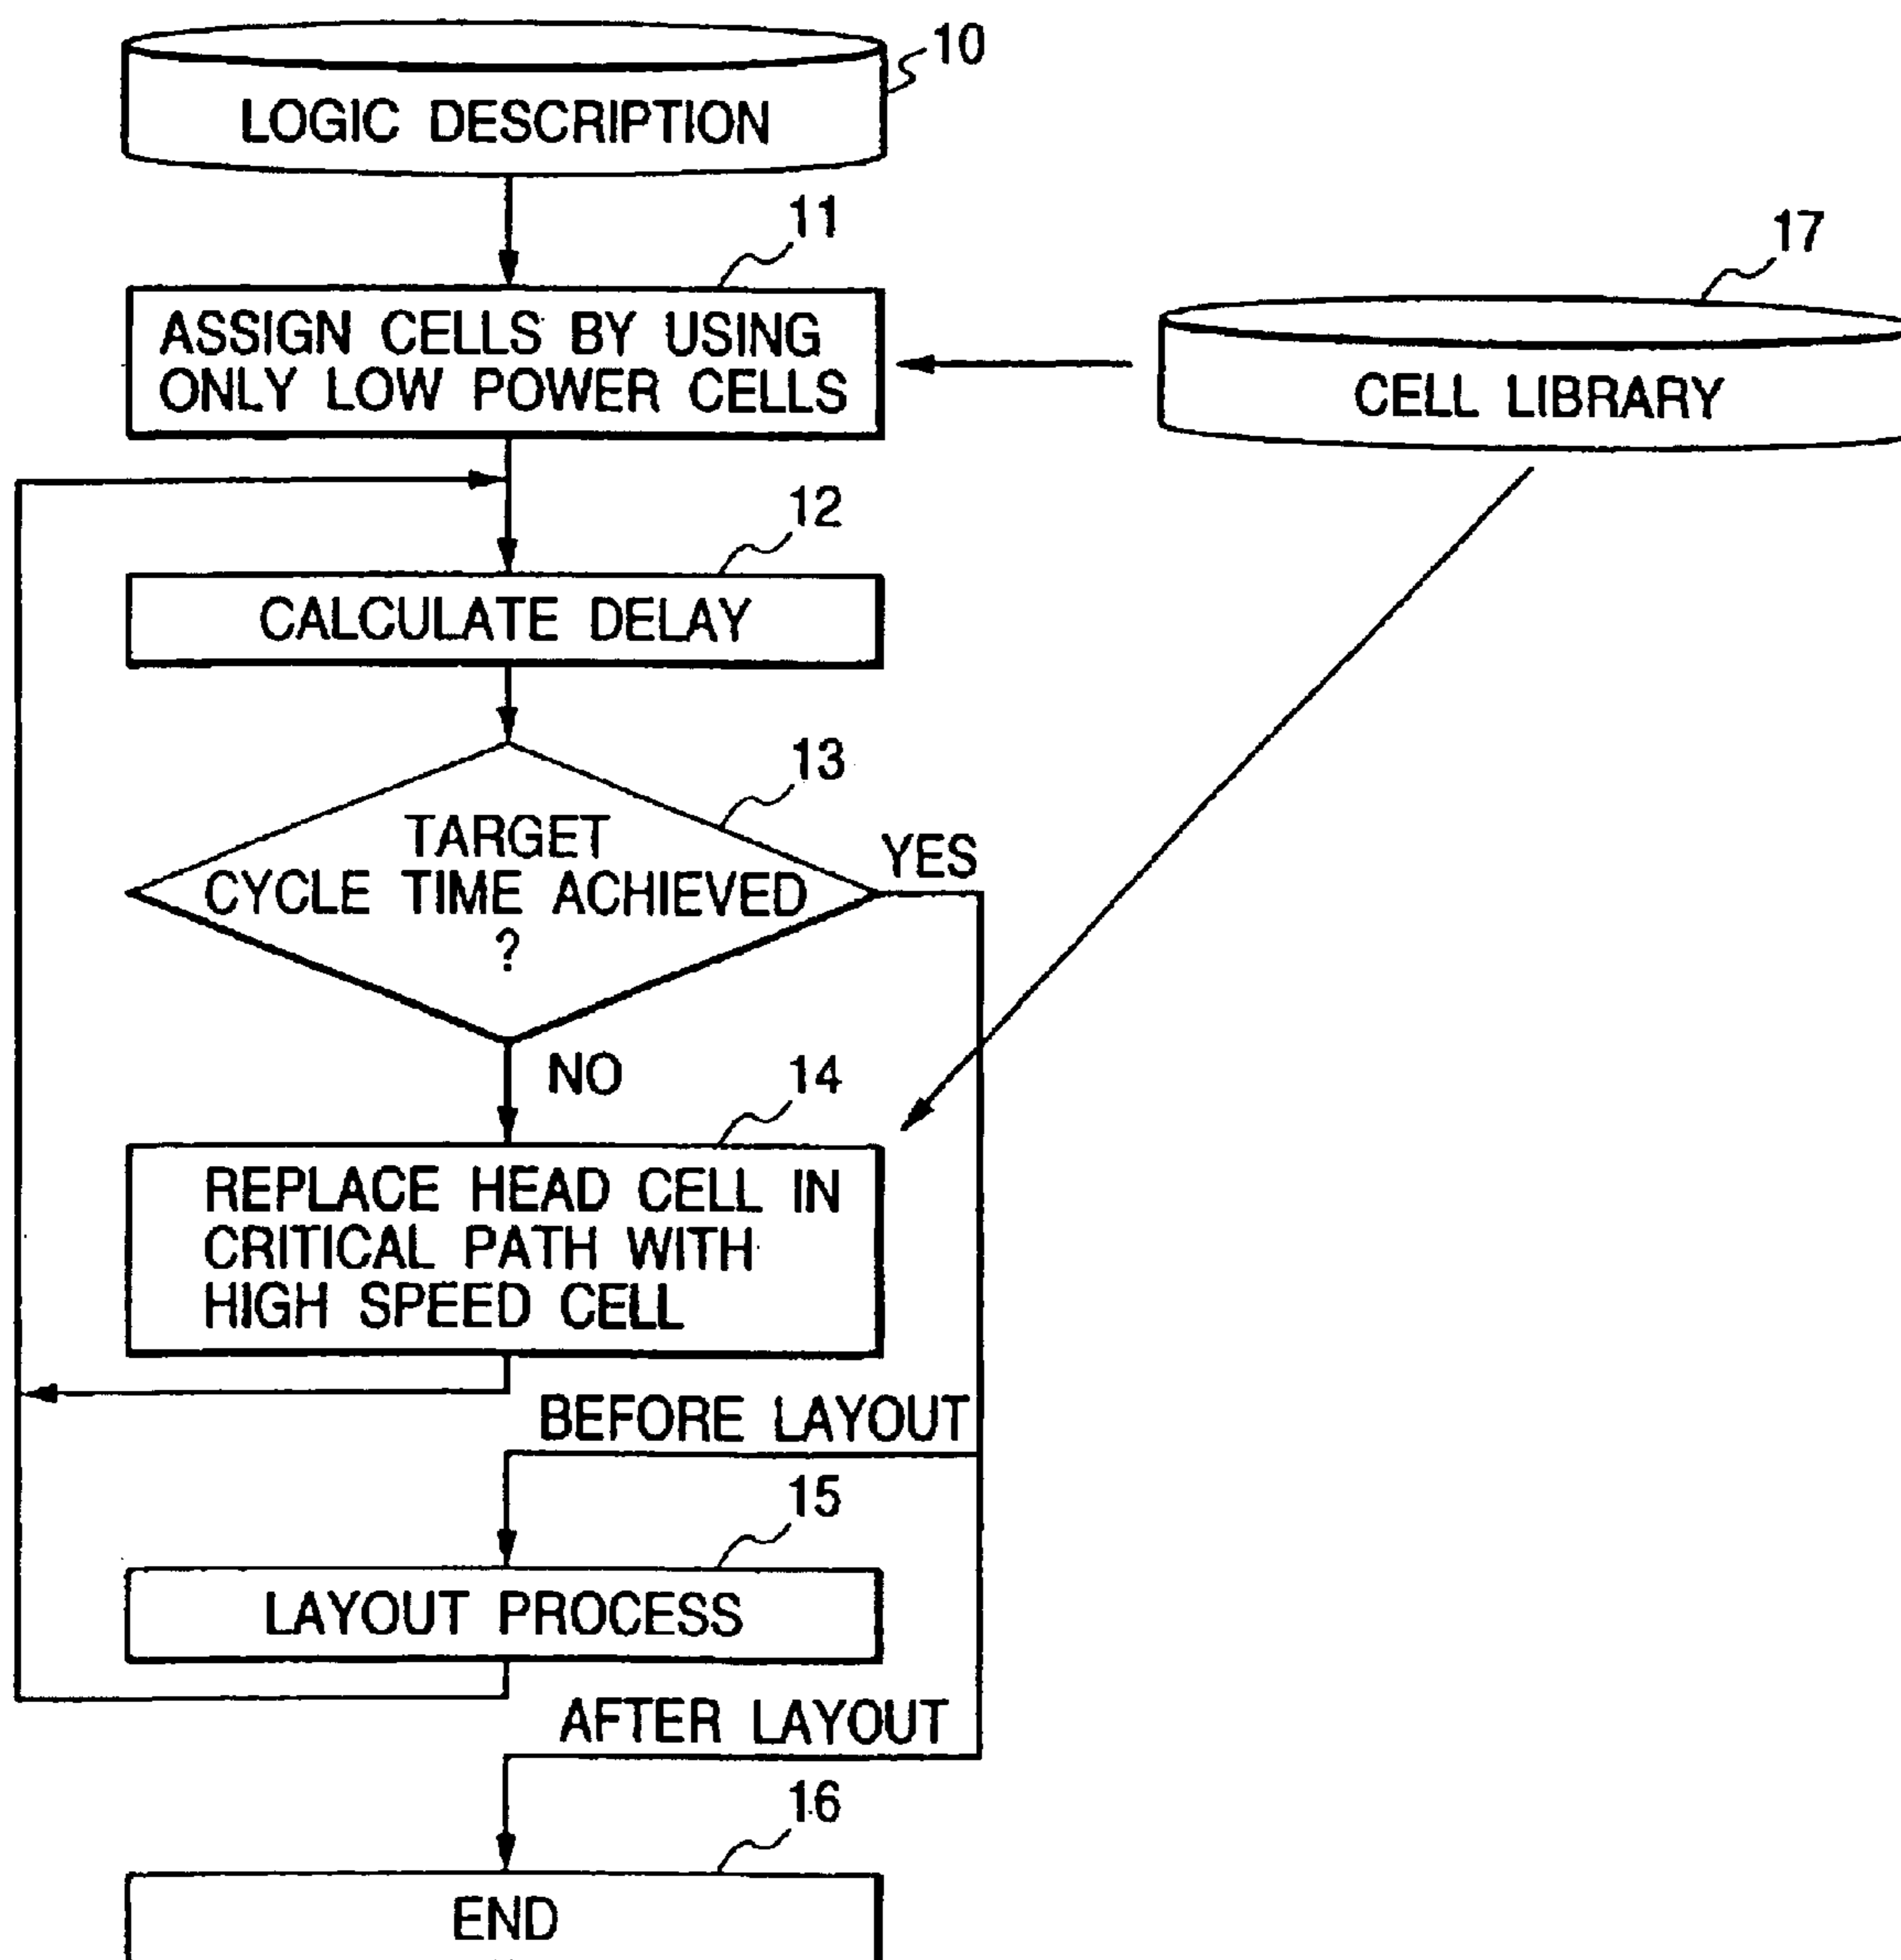 10
LOGIC DESCRIPTION
11
17
ASSIGN CELLS BY USING
ONLY LOW POWER CELLS
CELL LIBRARY
12
CALCULATE DELAY
13
TARGET
CYCLE TIME ACHIEVED
?
YES
NO
14
REPLACE HEAD CELL IN
CRITICAL PATH WITH
HIGH SPEED CELL
BEFORE LAYOUT
15
LAYOUT PROCESS
AFTER LAYOUT
16
END